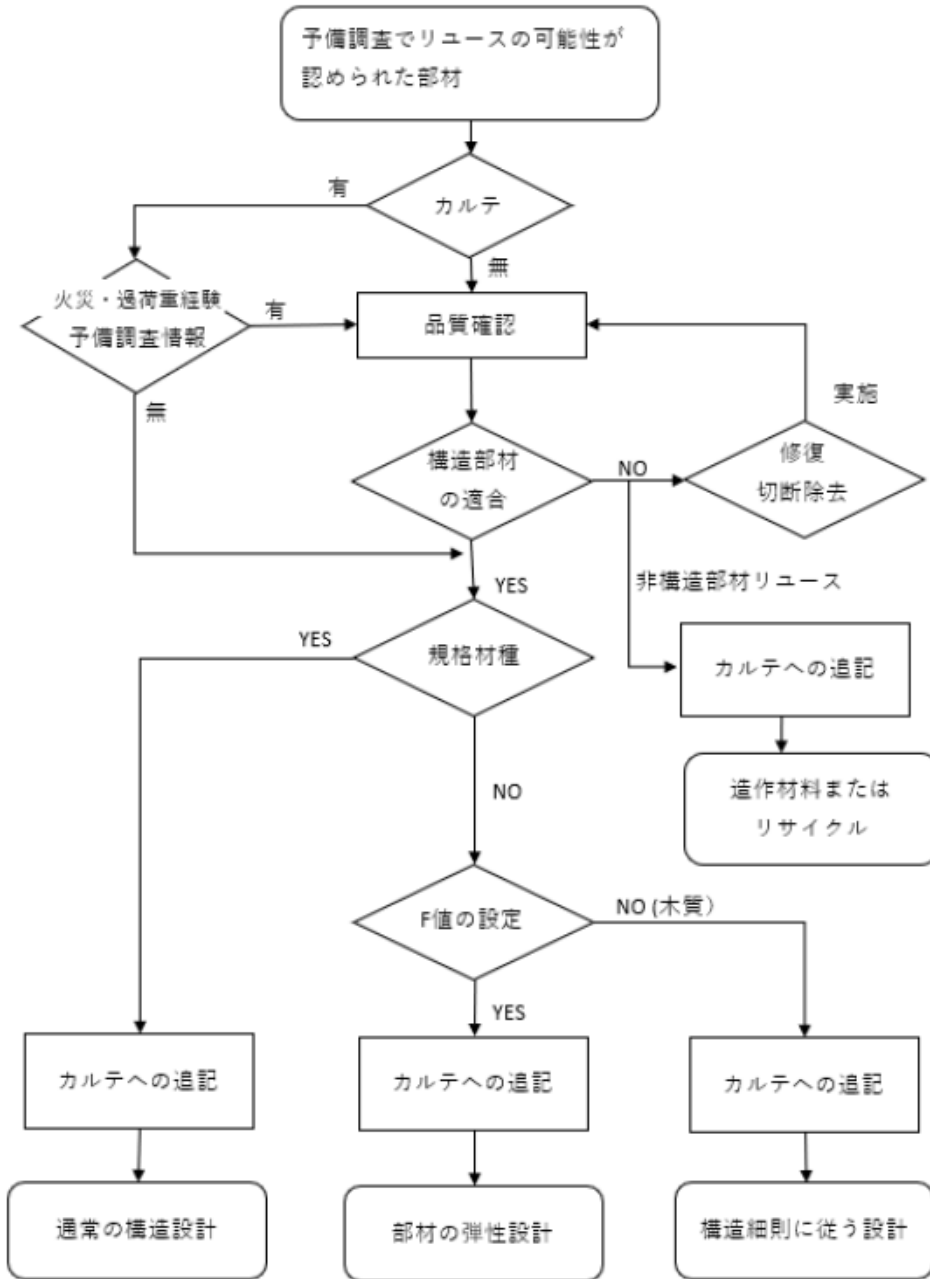 予備調査でリユースの可能性が
認められた部材
有
カルテ
無
火災・過荷重経験
予備調査情報
有
品質確認
無
実施
構造部材
の適合
NO
修復
切断除去
YES
非構造部材リユース
YES
規格材種
カルテへの追記
NO
造作材料または
リサイクル
F値の設定
NO (木質）
YES
カルテへの追記
カルテへの追記
カルテへの追記
通常の構造設計
部材の弾性設計
構造細則に従う設計